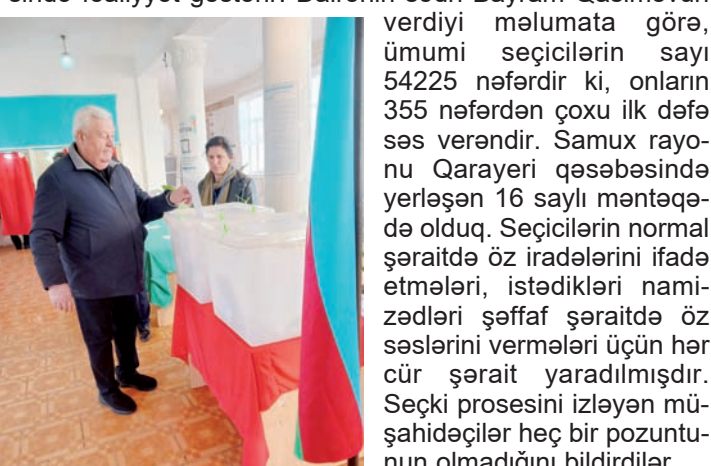 verdiyi məlumata görə,
ümumi seçicilərin sayı
54225 nəfərdir ki, onların
355 nəfərdən çoxu ilk dəfə
səs verəndir. Samux rayo-
nu Qarayeri qəsəbəsində
yerləşən 16 saylı məntəqə-
də olduq. Seçicilərin normal
şəraitdə öz iradələrini ifadə
etmələri, istədikləri nami-
zədləri şəffaf şəraitdə öz
səslərini vermələri üçün hər
cür şərait yaradılmışdır.
Seçki prosesini izləyən mü-
şahidəçilər heç bir pozuntu-
nun olmadığını bildirdilər.